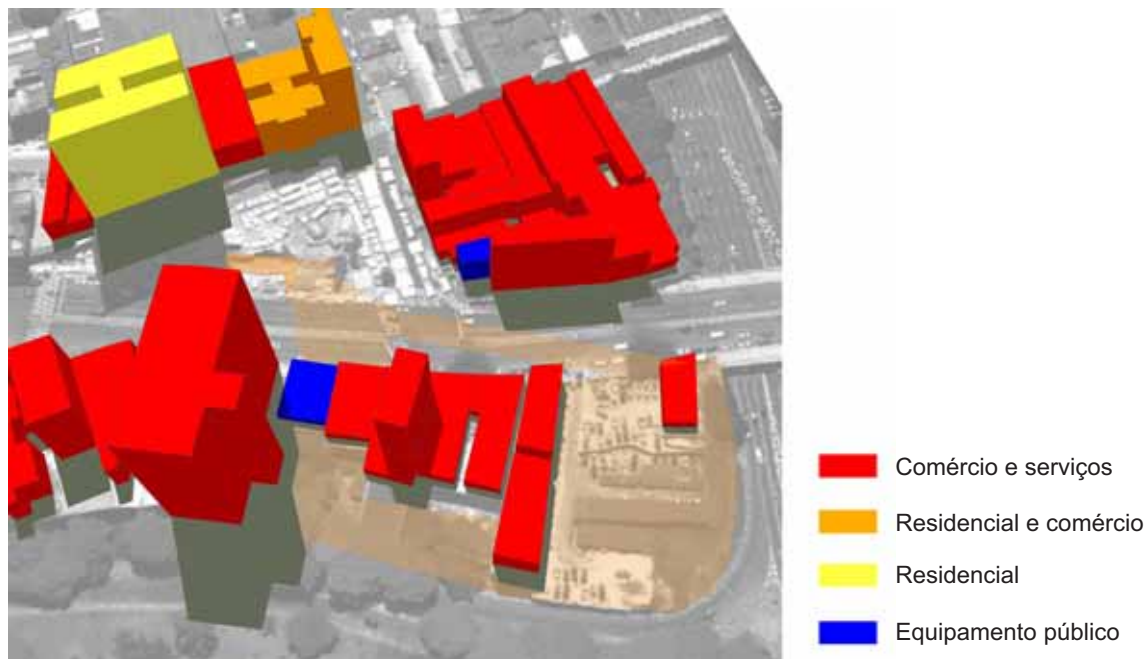 Comércio e serviços
Residencial e comércio
Residencial
Equipamento público